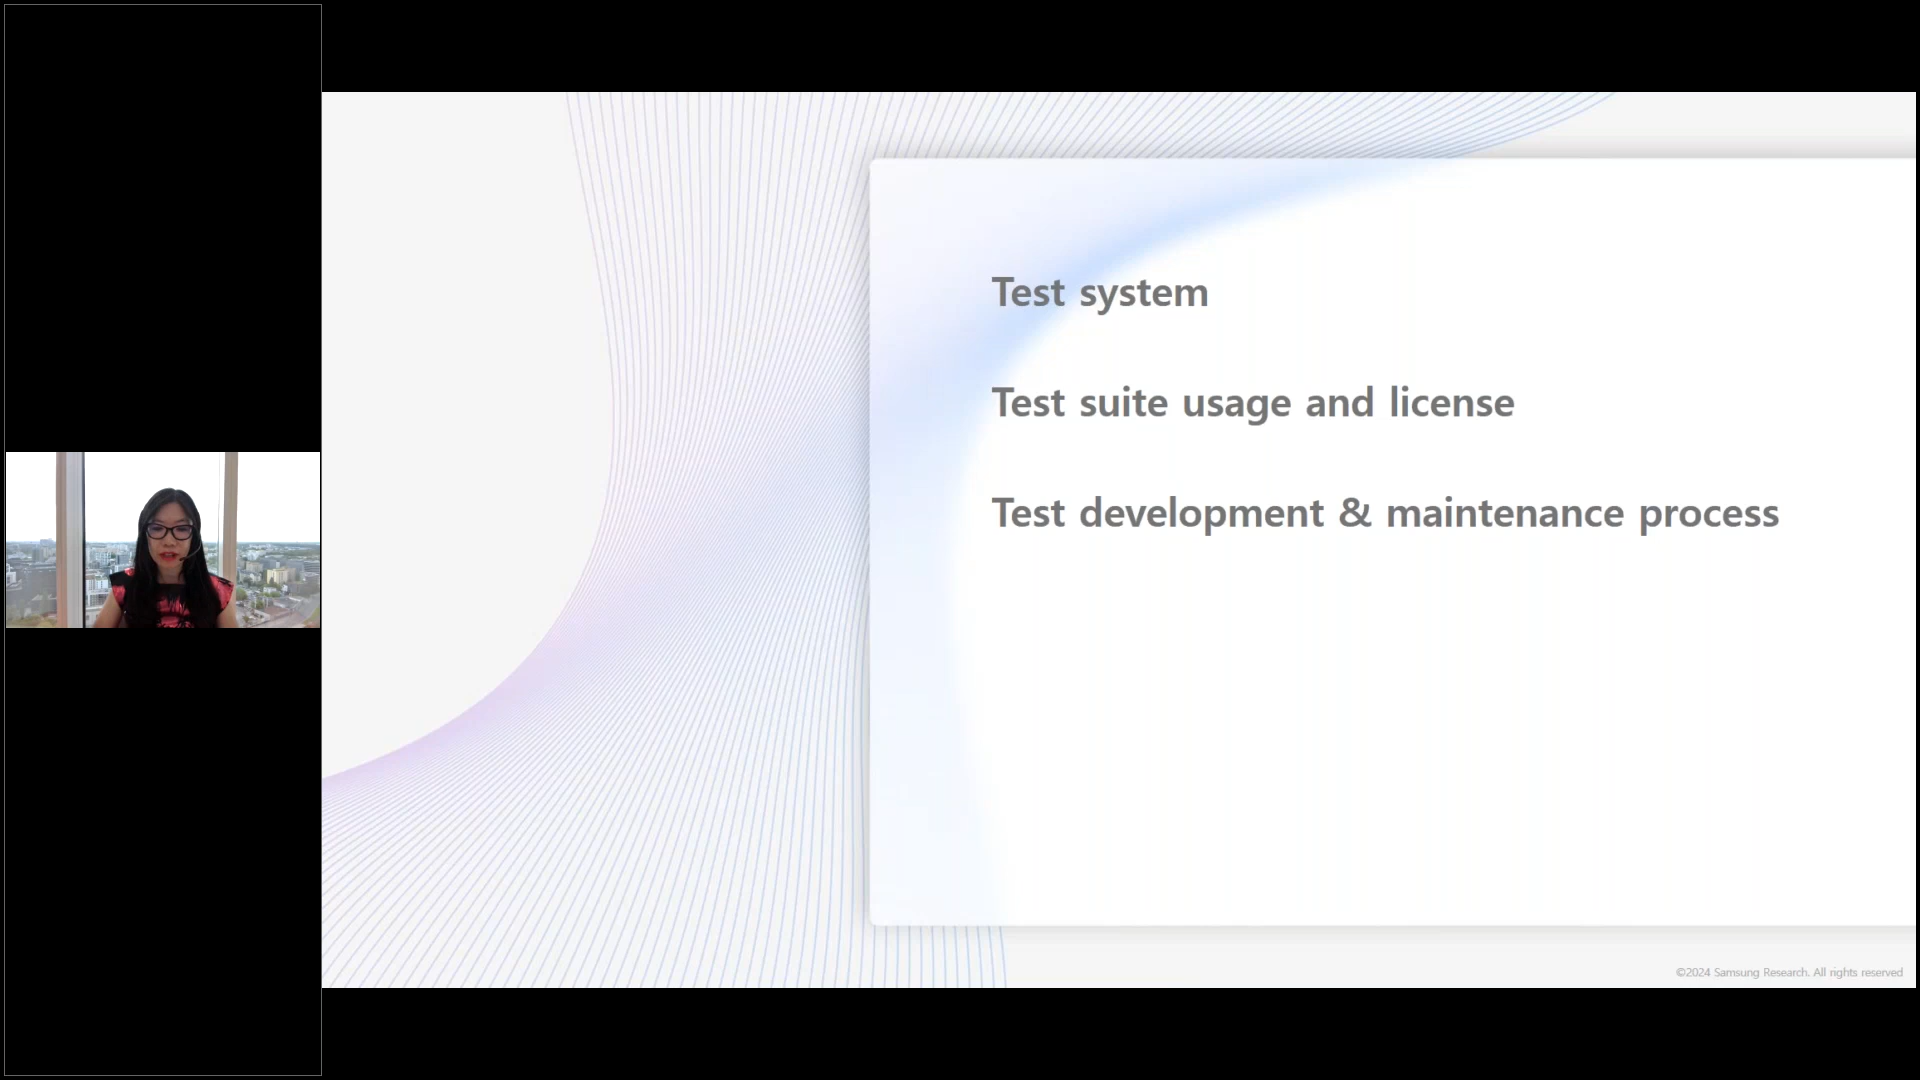 Test system
Test suite usage and license
Test development & maintenance process
©2024 Samsung Research. All rights reserved